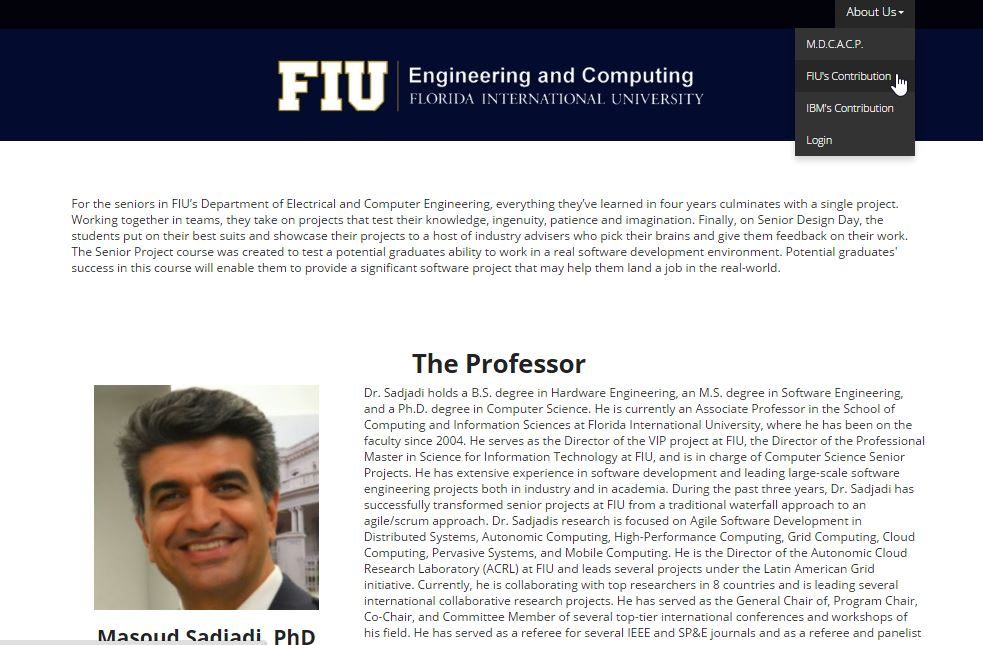 About Us
M.D.C.A.C.P.
FIU's Contribution
IBM's Contribution
Login
FIU
Engineering and Computing
FLORIDA INTERNATIONAL UNIVERSITY
For the seniors in FIU's Department of Electrical and Computer Engineering, everything they've learned in four years culminates with a single project.
Working together in teams, they take on projects that test their knowledge, ingenuity, patience and imagination. Finally, on Senior Design Day, the
students put on their best suits and showcase their projects to a host of industry advisers who pick their brains and give them feedback on their work.
The Senior Project course was created to test a potential graduates ability to work in a real software development environment. Potential graduates'
success in this course will enable them to provide a significant software project that may help them land a job in the real-world.
The Professor
Dr. Sadjadi holds a B.S. degree in Hardware Engineering, an M.S. degree in Software Engineering,
and a Ph.D. degree in Computer Science. He is currently an Associate Professor in the School of
Computing and Information Sciences at Florida International University, where he has been on the
faculty since 2004. He serves as the Director of the VIP project at FIU, the Director of the Professional
Master in Science for Information Technology at FIU, and is in charge of Computer Science Senior
Projects. He has extensive experience in software development and leading large-scale software
engineering projects both in industry and in academia. During the past three years, Dr. Sadjadi has
successfully transformed senior projects at FIU from a traditional waterfall approach to an
agile/scrum approach. Dr. Sadjadis research is focused on Agile Software Development in
Distributed Systems, Autonomic Computing, High-Performance Computing, Grid Computing, Cloud
Computing, Pervasive Systems, and Mobile Computing. He is the Director of the Autonomic Cloud
Research Laboratory (ACRL) at FIU and leads several projects under the Latin American Grid
initiative. Currently, he is collaborating with top researchers in 8 countries and is leading several
international collaborative research projects. He has served as the General Chair of, Program Chair,
Co-Chair, and Committee Member of several top-tier international conferences and workshops of
his field. He has served as a referee for several IEEE and SP&E journals and as a referee and panelist
Masoud Sadjadi, PhD